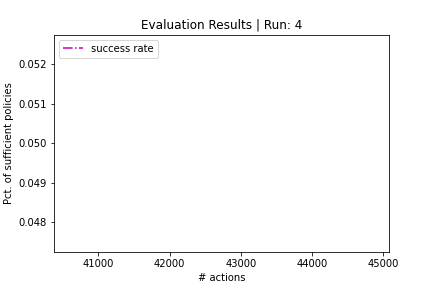 Evaluation Results | Run: 4
success rate
Pct. of sufficient policies
0.052
0.051
0.050
0.049
0.048
41000 42000 43000 44000 45000
# actions